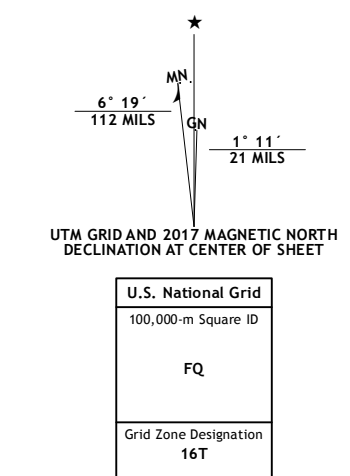 ★
MN
6° 19´
112 MILS
GN
1° 11´
21 MILS
UTM GRID AND 2017 MAGNETIC NORTH
DECLINATION AT CENTER OF SHEET
U.S. National Grid
100,000-m Square ID
FQ
Grid Zone Designation
16T